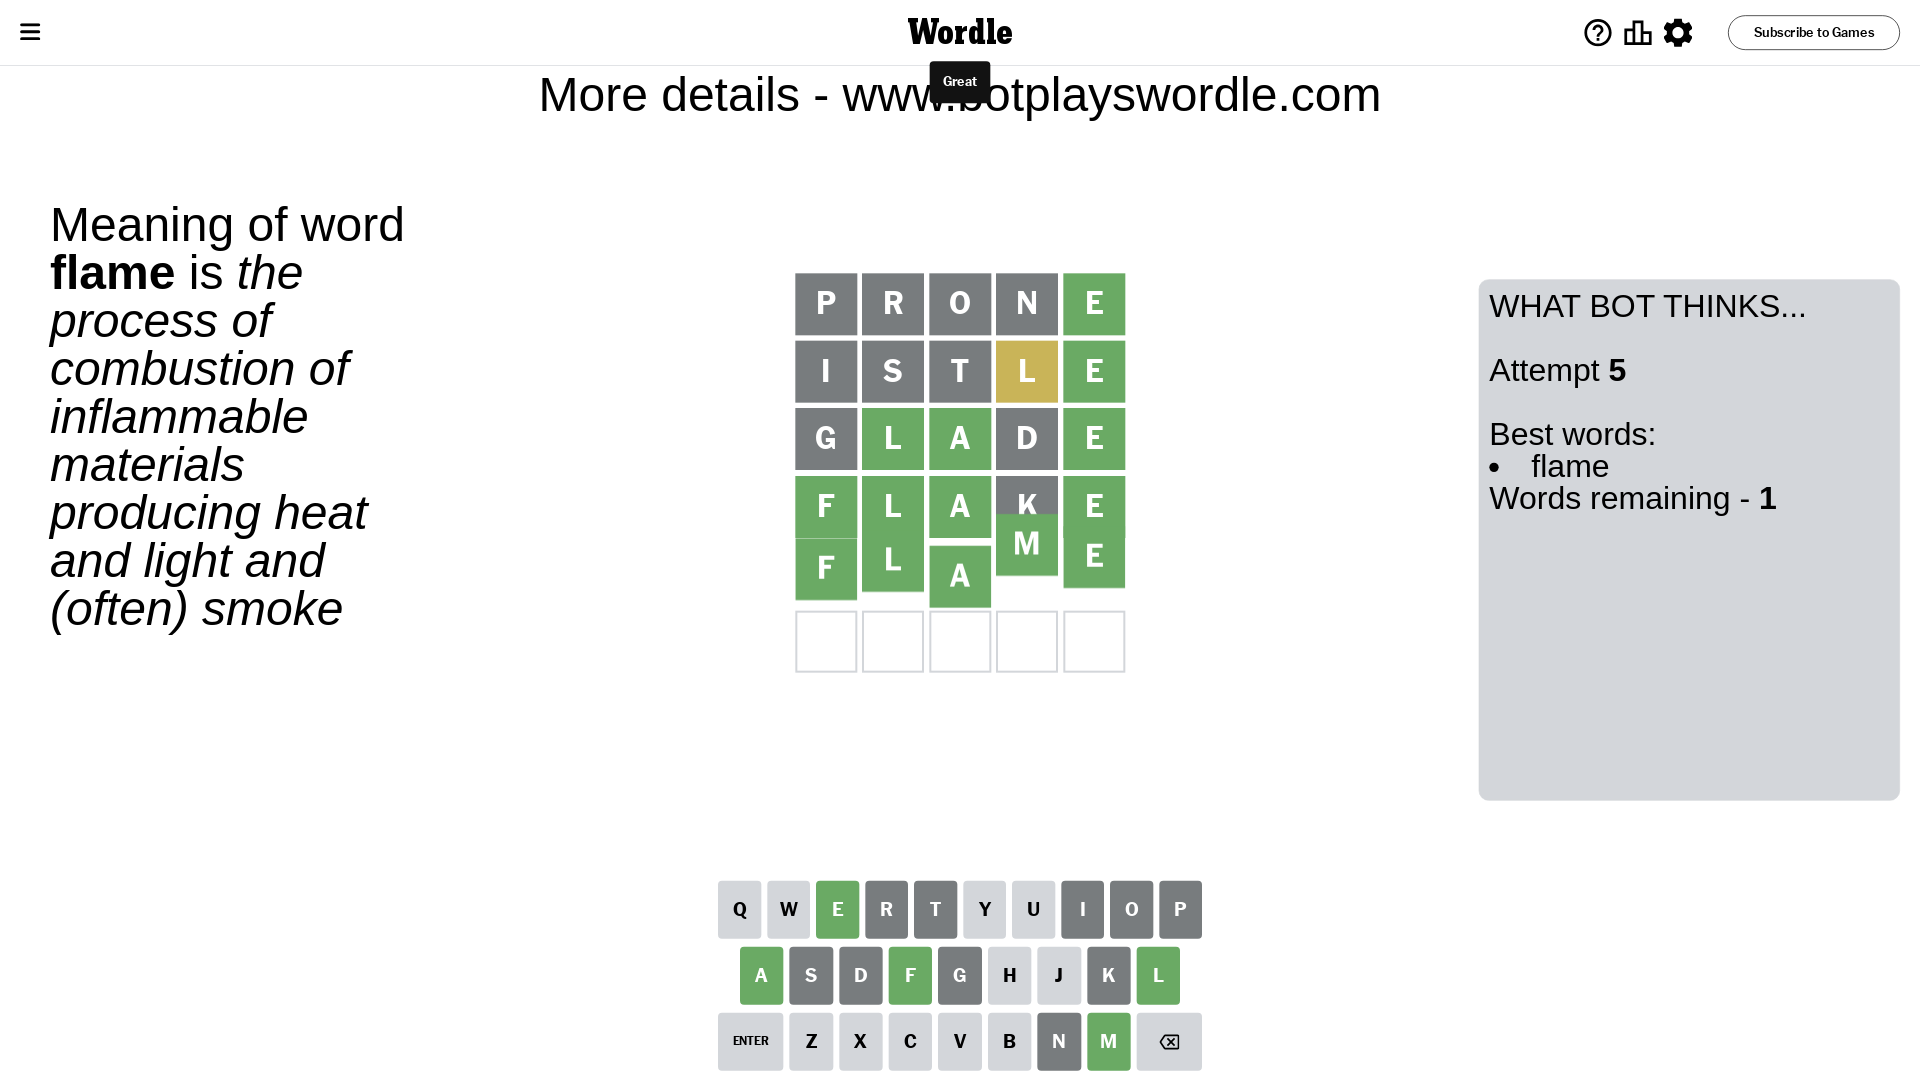 Wordle
Subscribe to Games
Great
More details - www.botplayswordle.com
Meaning of word
flame is the
process of
combustion of
inflammable
materials
producing heat
and light and
(often) smoke
P R O N E
I S T L E
G L A D E
F L A K E
F L A M E
WHAT BOT THINKS...
Attempt 5
Best words:
• flame
Words remaining - 1
Q W E R T Y U I O P
A S D F G H J K L
ENTER Z X C V B N M